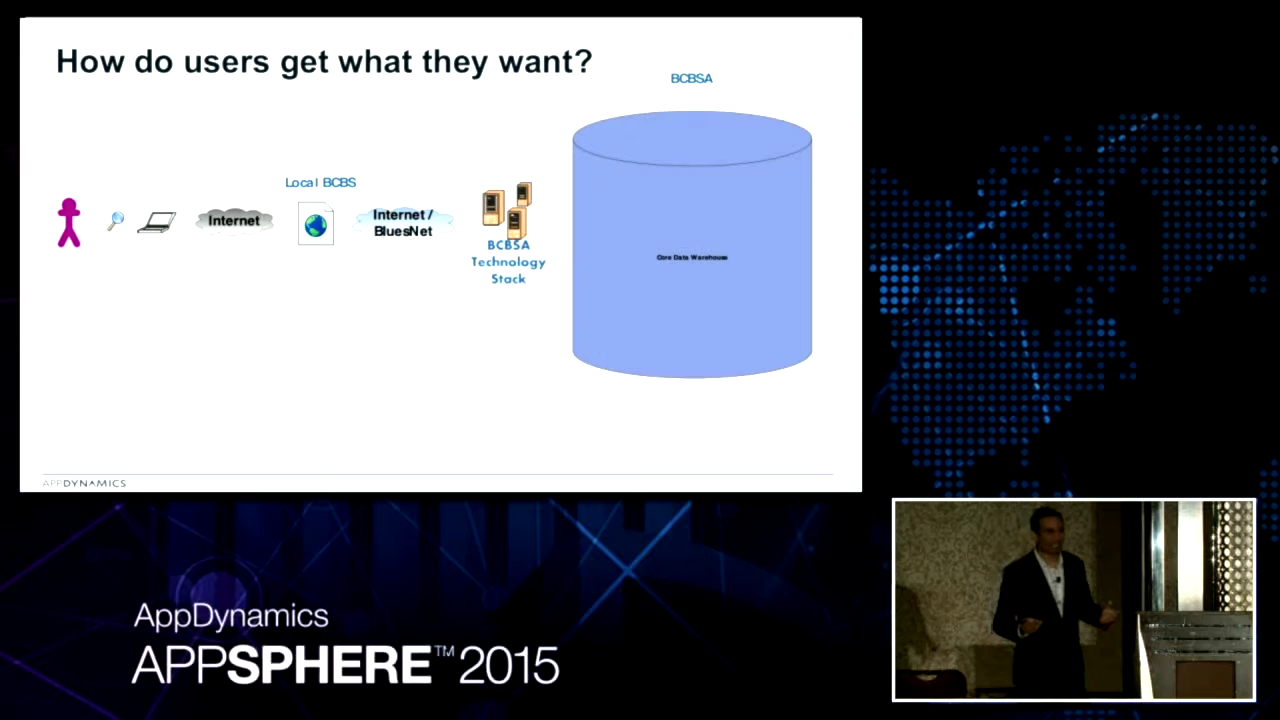 How do users get what they want?
BCBSA
Local BCBS
Internet
Internet /
BluesNet
BCBSA
Technology
Stack
Core Data Warehouse
APPDYNAMICS
AppDynamics
APPSPHERE™ 2015